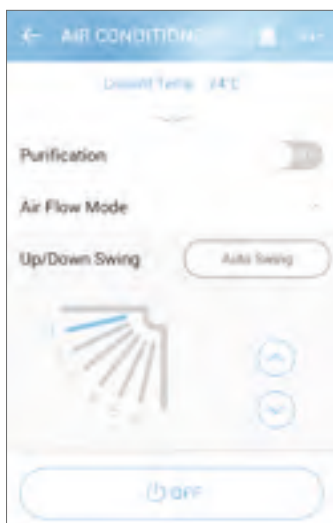 AIR CONDITION
Current Temp 24°C
Purification
Air Flow Mode
Up/Down Swing
Auto Swing
OFF